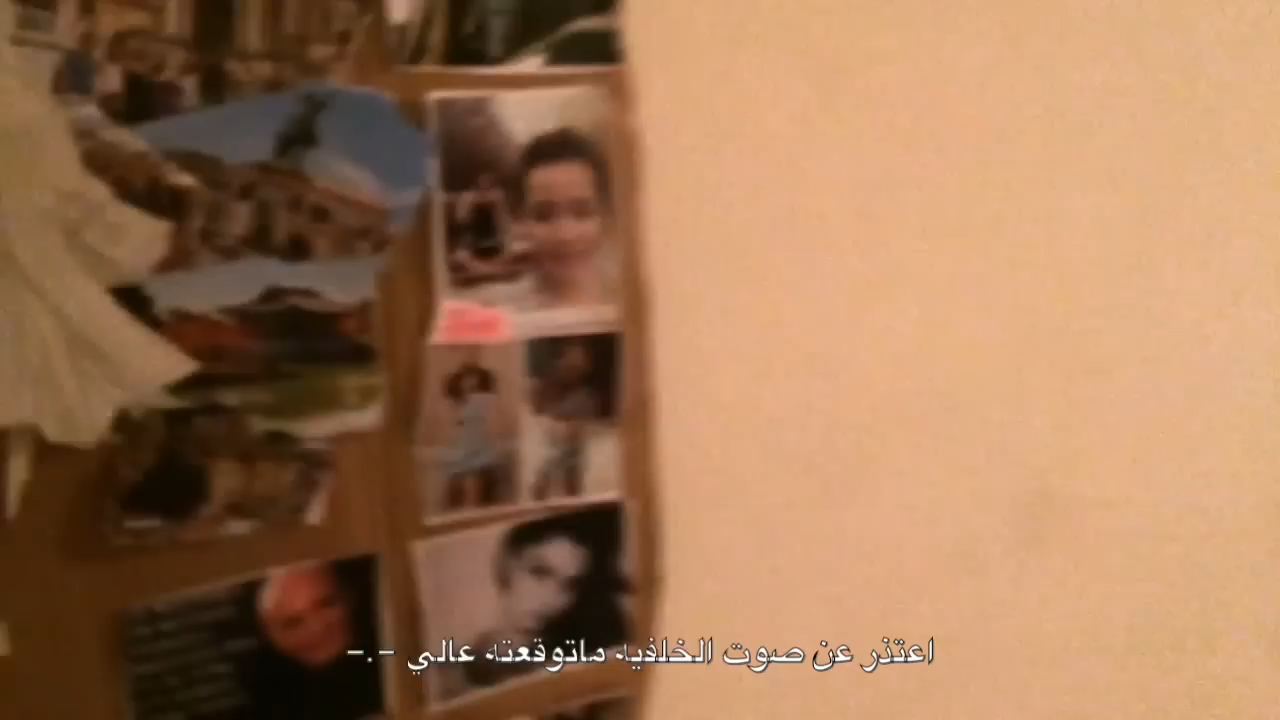 اعتذر عن صوت الخلفيه ماتوقعته عالي -.-